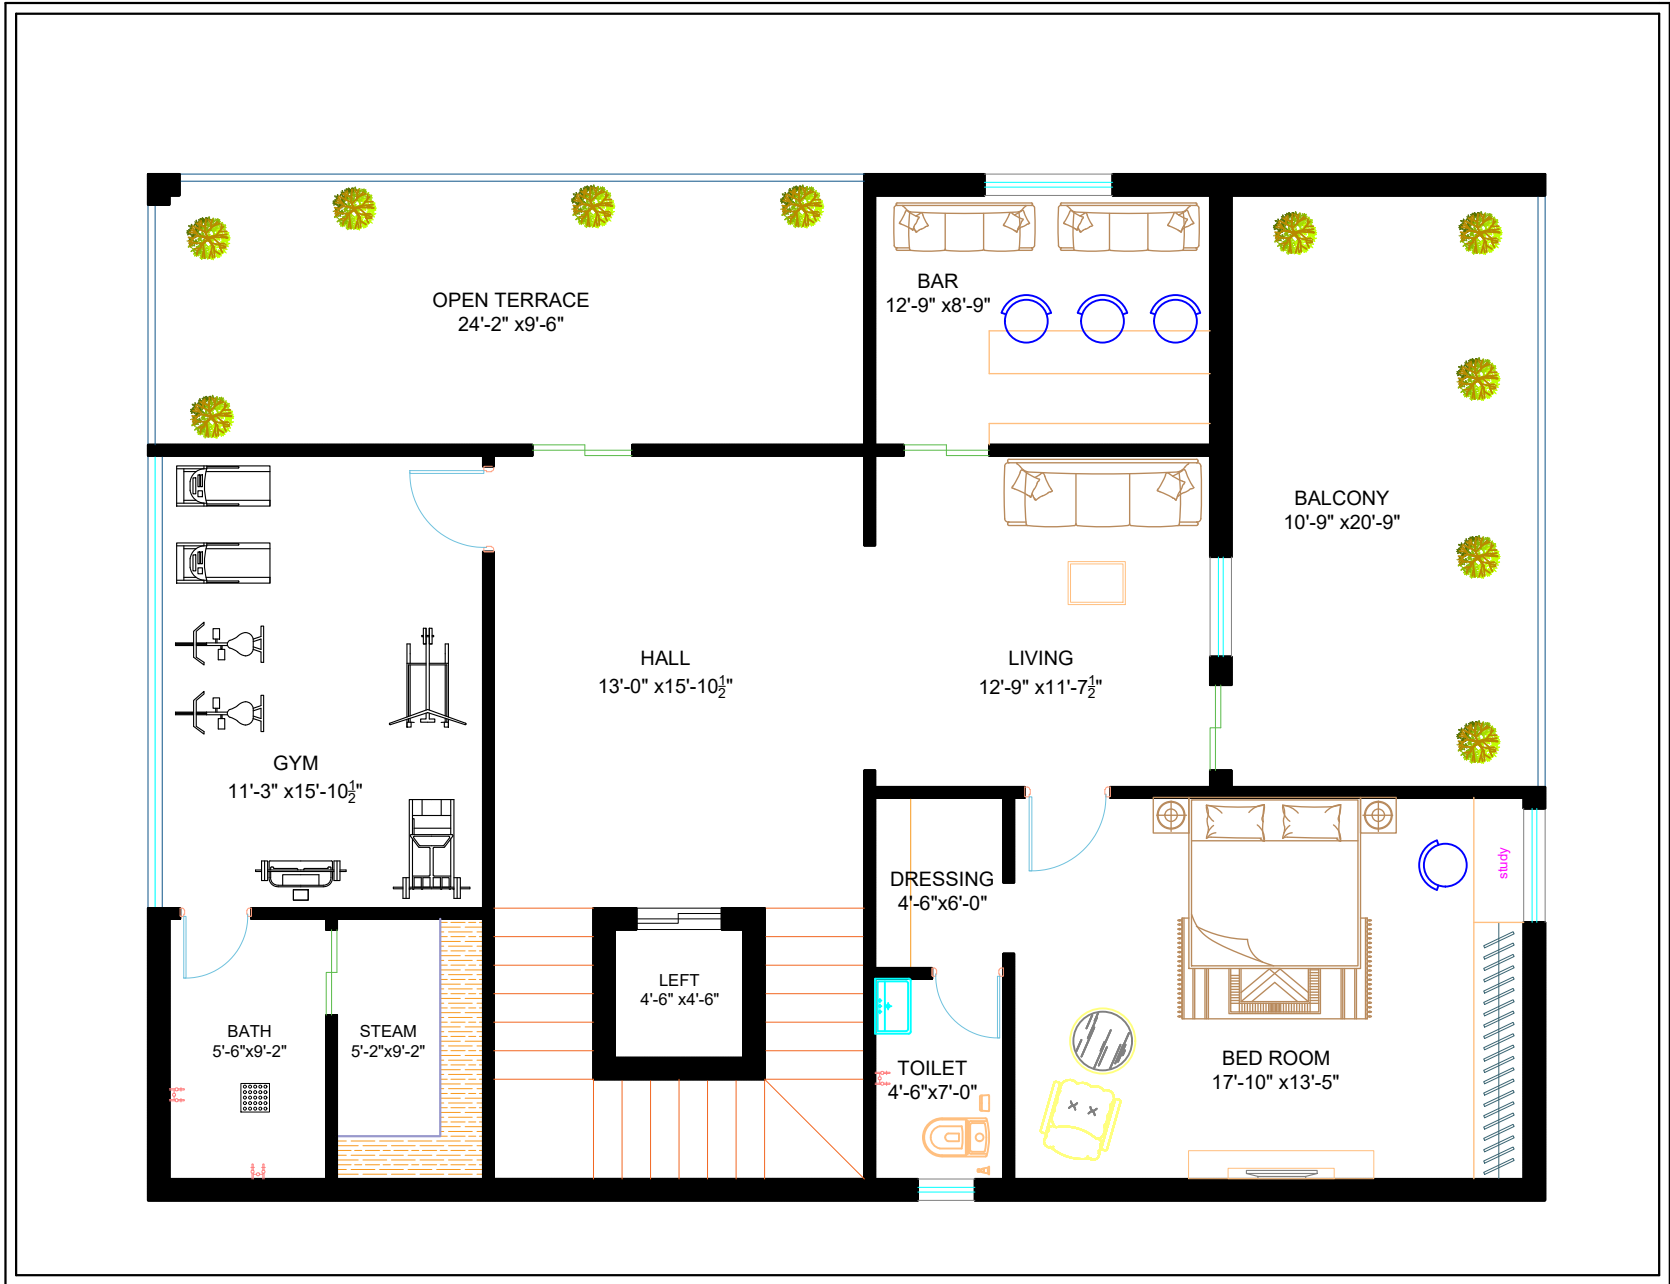 OPEN TERRACE
24'-2" x9'-6"
BAR
12'-9" x8'-9"
BALCONY
10'-9" x20'-9"
HALL
13'-0" x15'-10½"
LIVING
12'-9" x11'-7½"
GYM
11'-3" x15'-10½"
DRESSING
4'-6"x6'-0"
study
LEFT
4'-6" x4'-6"
BATH
5'-6"x9'-2"
STEAM
5'-2"x9'-2"
TOILET
4'-6"x7'-0"
BED ROOM
17'-10" x13'-5"